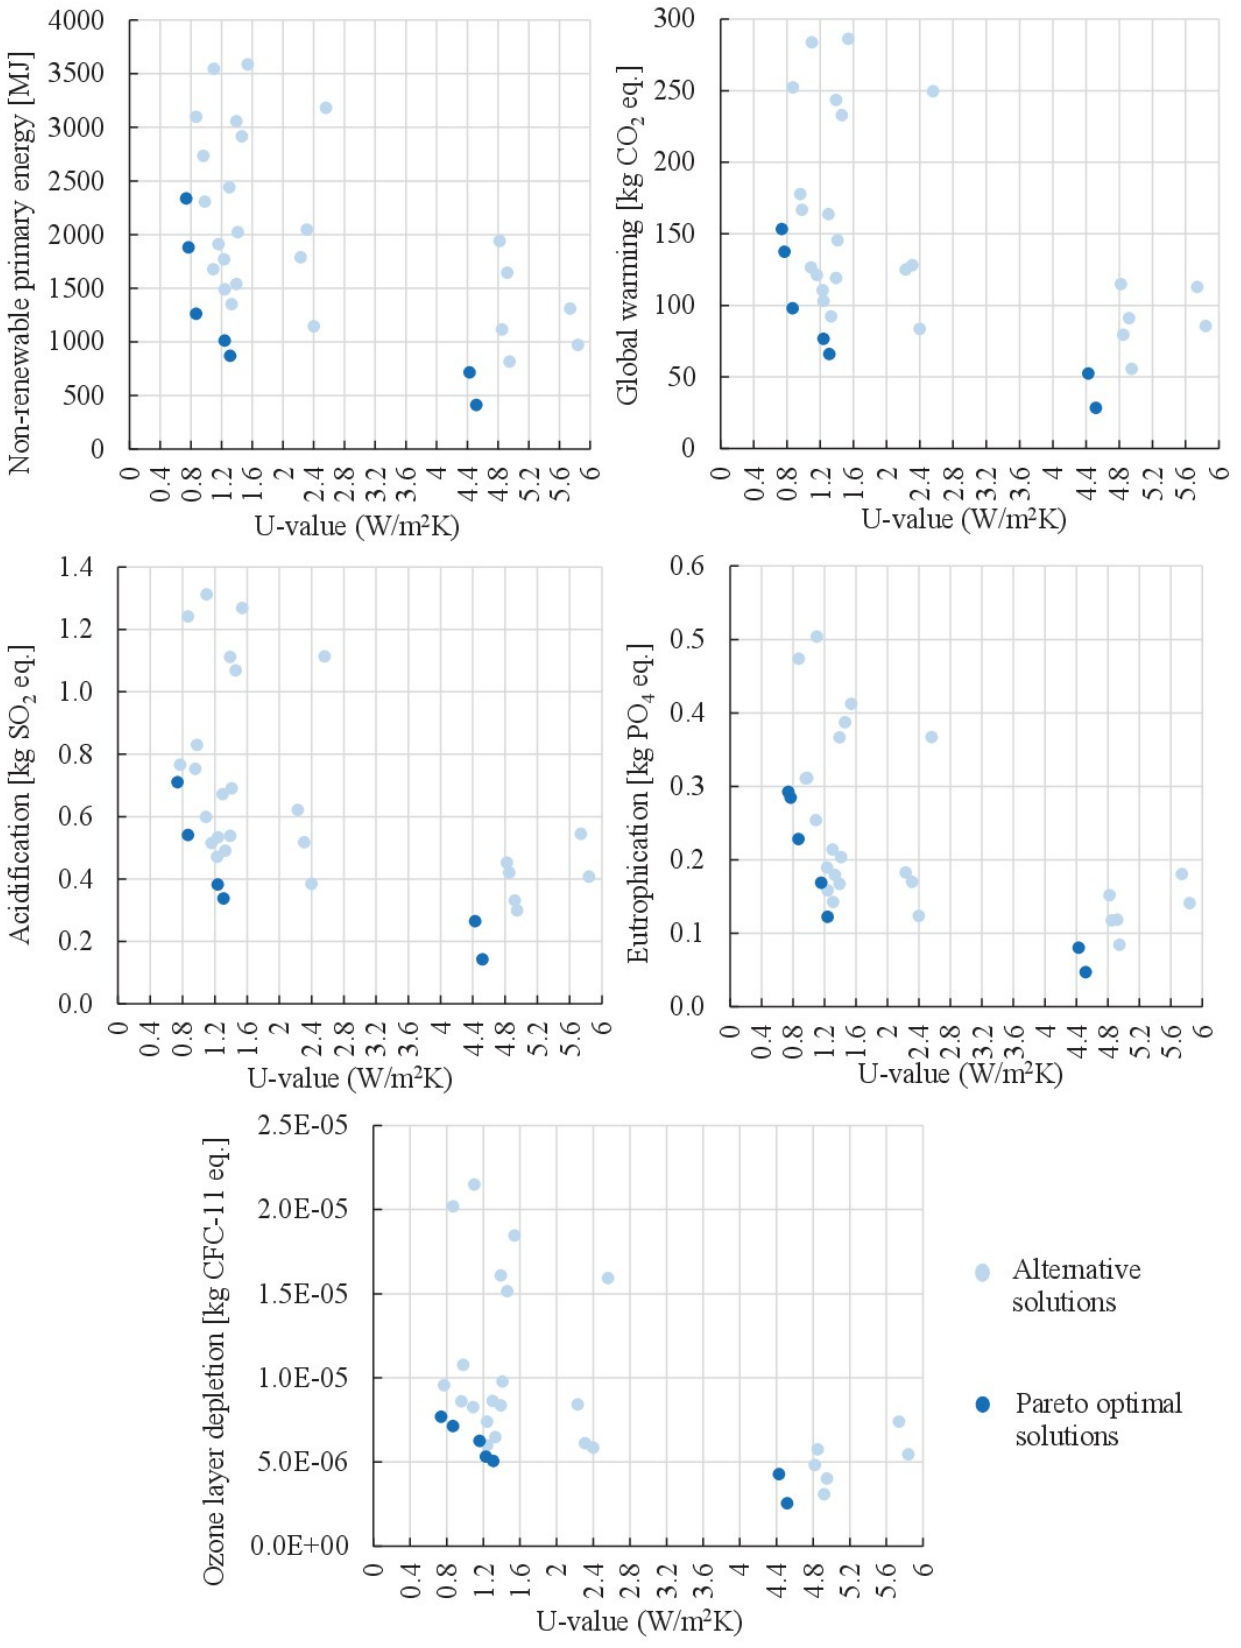 Non-renewable primary energy [MJ]
4000
3500
3000
2500
2000
1500
1000
500
0
0 0.4 0.8 1.2 1.6 2 2.4 2.8 3.2 3.6 4 4.4 4.8 5.2 5.6 6
U-value (W/m²K)
Global warming [kg CO₂ eq.]
300
250
200
150
100
50
0
0 0.4 0.8 1.2 1.6 2 2.4 2.8 3.2 3.6 4 4.4 4.8 5.2 5.6 6
U-value (W/m²K)
Acidification [kg SO₂ eq.]
1.4
1.2
1.0
0.8
0.6
0.4
0.2
0.0
0 0.4 0.8 1.2 1.6 2 2.4 2.8 3.2 3.6 4 4.4 4.8 5.2 5.6 6
U-value (W/m²K)
Eutrophication [kg PO₄ eq.]
0.6
0.5
0.4
0.3
0.2
0.1
0.0
0 0.4 0.8 1.2 1.6 2 2.4 2.8 3.2 3.6 4 4.4 4.8 5.2 5.6 6
U-value (W/m²K)
Ozone layer depletion [kg CFC-11 eq.]
2.5E-05
2.0E-05
1.5E-05
1.0E-05
5.0E-06
0.0E+00
0 0.4 0.8 1.2 1.6 2 2.4 2.8 3.2 3.6 4 4.4 4.8 5.2 5.6 6
U-value (W/m²K)
Alternative
solutions
Pareto optimal
solutions